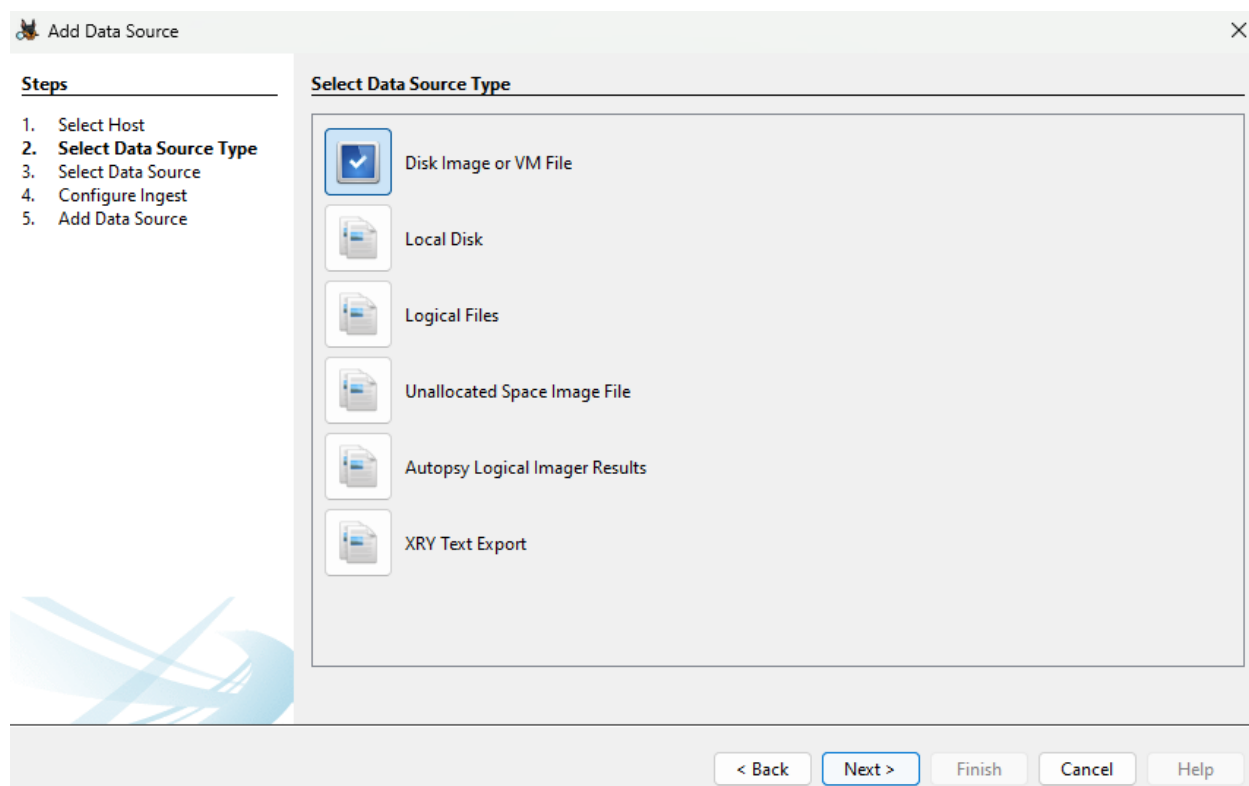 Add Data Source
Steps
1. Select Host
2. Select Data Source Type
3. Select Data Source
4. Configure Ingest
5. Add Data Source
Select Data Source Type
Disk Image or VM File
Local Disk
Logical Files
Unallocated Space Image File
Autopsy Logical Imager Results
XRY Text Export
< Back Next > Finish Cancel Help